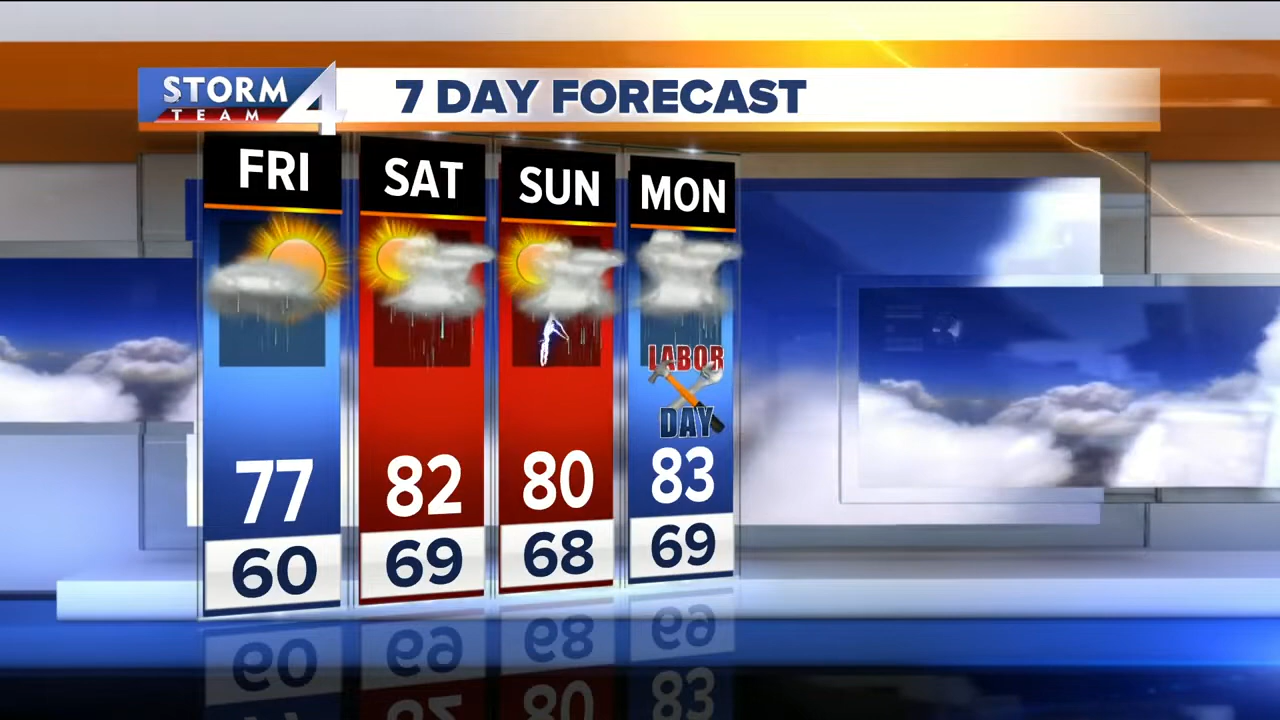 STORM
TEAM 4
7 DAY FORECAST
FRI
SAT
SUN
MON
LABOR
DAY
77
82
80
83
60
69
68
69